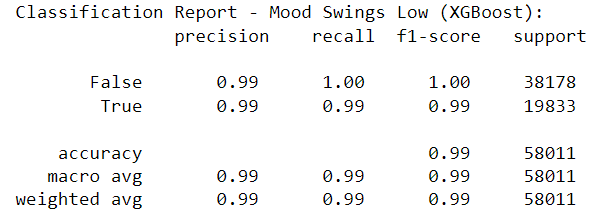 Classification Report - Mood Swings Low (XGBoost):
precision recall f1-score support
False 0.99 1.00 1.00 38178
True 0.99 0.99 0.99 19833
accuracy 0.99 58011
macro avg 0.99 0.99 0.99 58011
weighted avg 0.99 0.99 0.99 58011